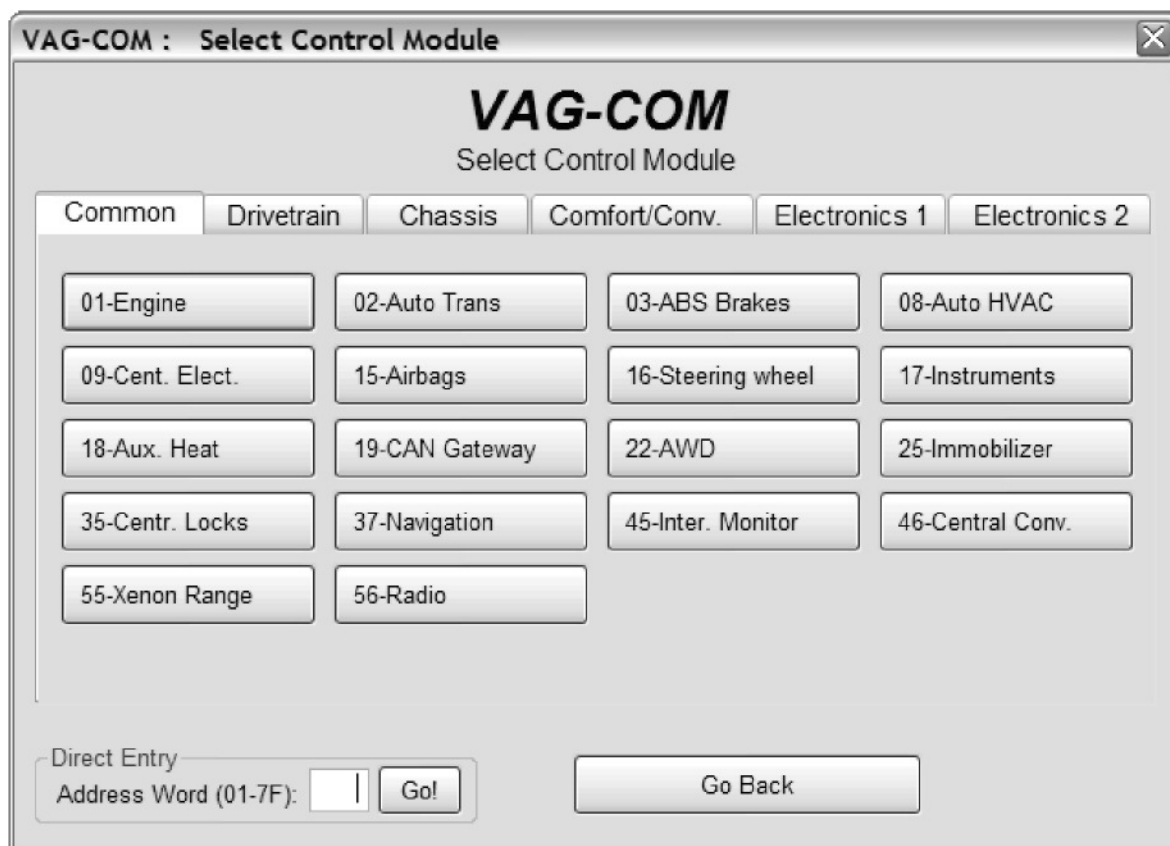 VAG-COM :   Select Control Module
VAG-COM
Select Control Module
Common Drivetrain Chassis Comfort/Conv. Electronics 1 Electronics 2
01-Engine 02-Auto Trans 03-ABS Brakes 08-Auto HVAC
09-Cent. Elect. 15-Airbags 16-Steering wheel 17-Instruments
18-Aux. Heat 19-CAN Gateway 22-AWD 25-Immobilizer
35-Centr. Locks 37-Navigation 45-Inter. Monitor 46-Central Conv.
55-Xenon Range 56-Radio
Direct Entry
Address Word (01-7F): Go! Go Back